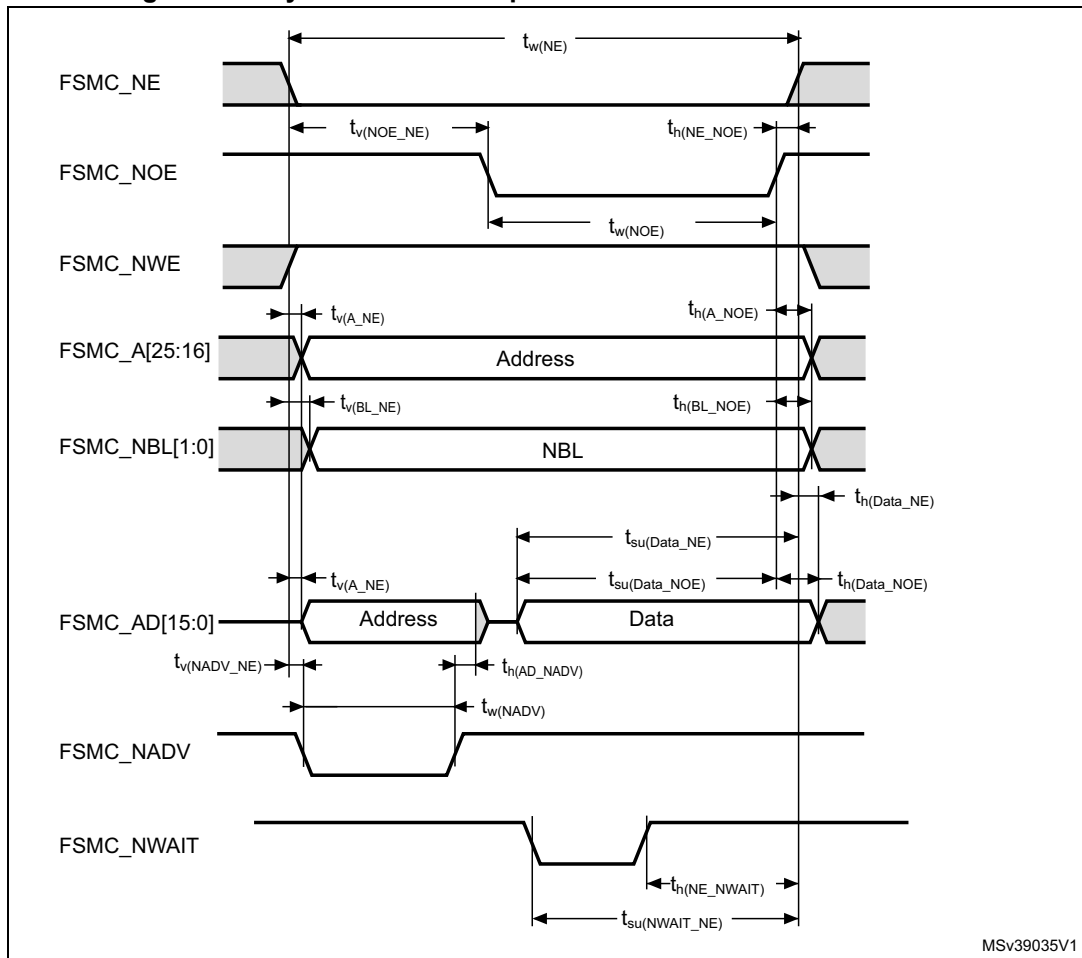 tw(NE)
FSMC_NE
tv(NOE_NE)
th(NE_NOE)
FSMC_NOE
tw(NOE)
FSMC_NWE
tv(A_NE)
th(A_NOE)
FSMC_A[25:16]
Address
tv(BL_NE)
th(BL_NOE)
FSMC_NBL[1:0]
NBL
th(Data_NE)
tsu(Data_NE)
tv(A_NE)
tsu(Data_NOE)
th(Data_NOE)
FSMC_AD[15:0]
Address
Data
tv(NADV_NE)
th(AD_NADV)
tw(NADV)
FSMC_NADV
FSMC_NWAIT
th(NE_NWAIT)
tsu(NWAIT_NE)
MSv39035V1